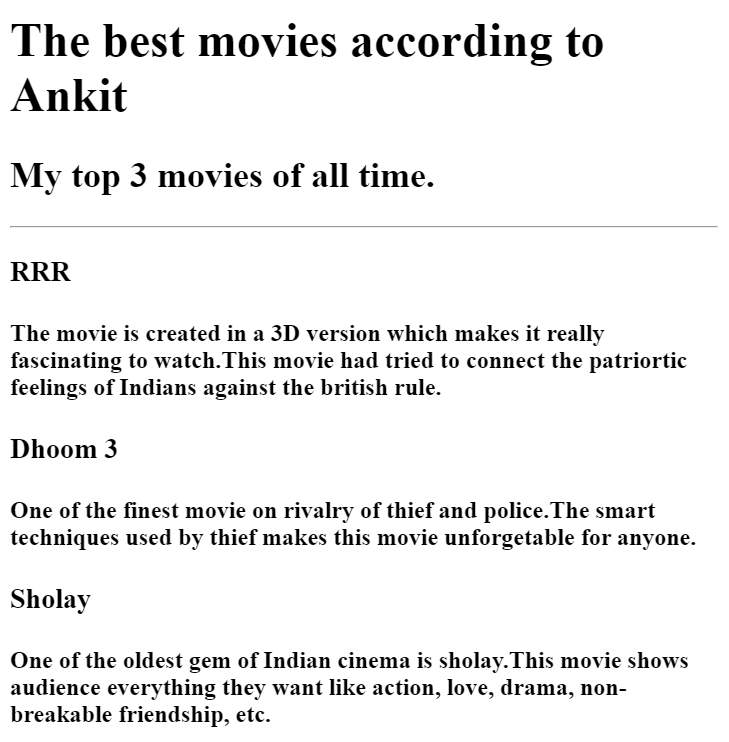 The best movies according to
Ankit
My top 3 movies of all time.
RRR
The movie is created in a 3D version which makes it really
fascinating to watch.This movie had tried to connect the patriortic
feelings of Indians against the british rule.
Dhoom 3
One of the finest movie on rivalry of thief and police.The smart
techniques used by thief makes this movie unforgetable for anyone.
Sholay
One of the oldest gem of Indian cinema is sholay.This movie shows
audience everything they want like action, love, drama, non-
breakable friendship, etc.